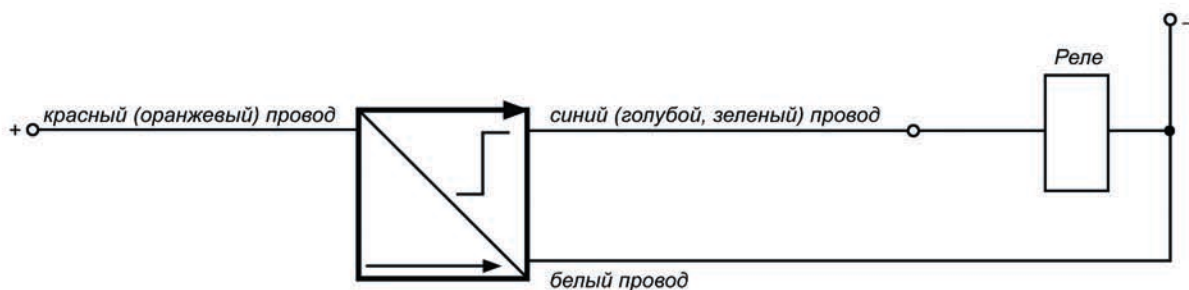 –
Реле
+ красный (оранжевый) провод
синий (голубой, зеленый) провод
белый провод